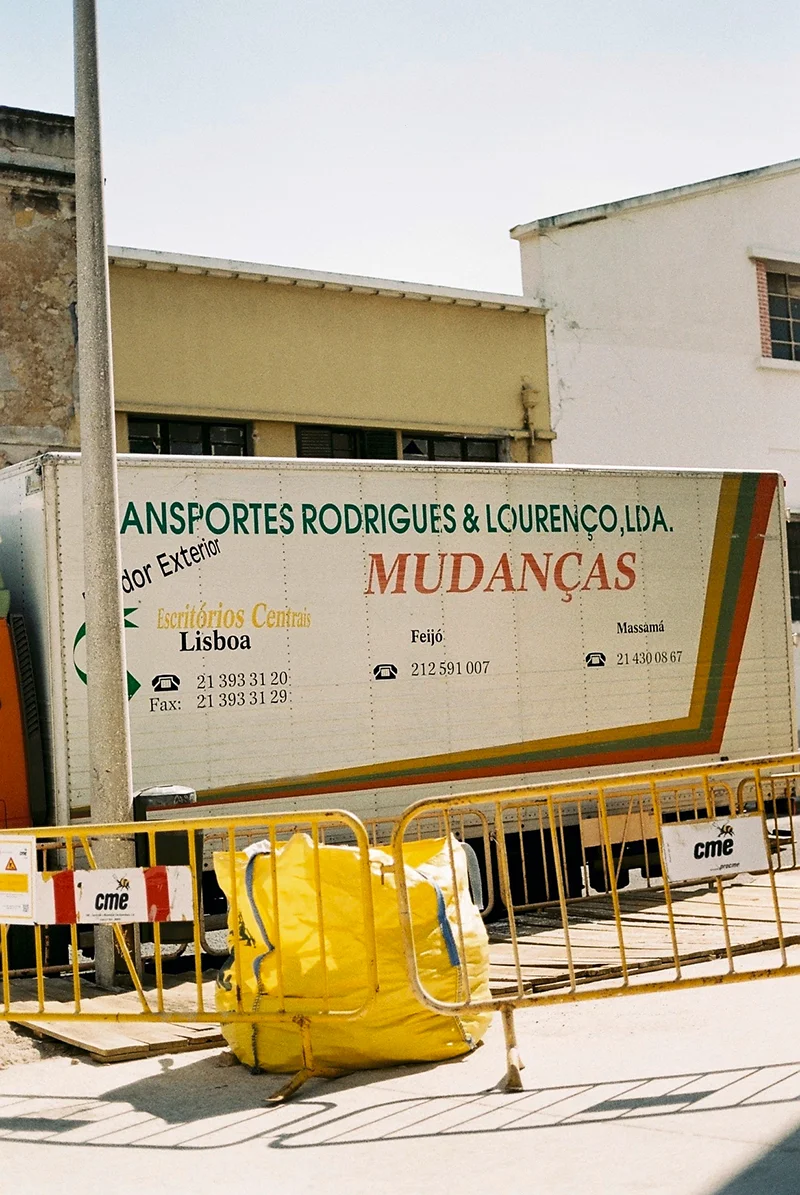 ANSPORTES RODRIGUES & LOURENÇO,LDA.
dor Exterior
MUDANÇAS
Escritórios Centrais
Lisboa
Feijó
Massamá
21 393 31 20
212 591 007
21 430 08 67
Fax: 21 393 31 29
cme
cme